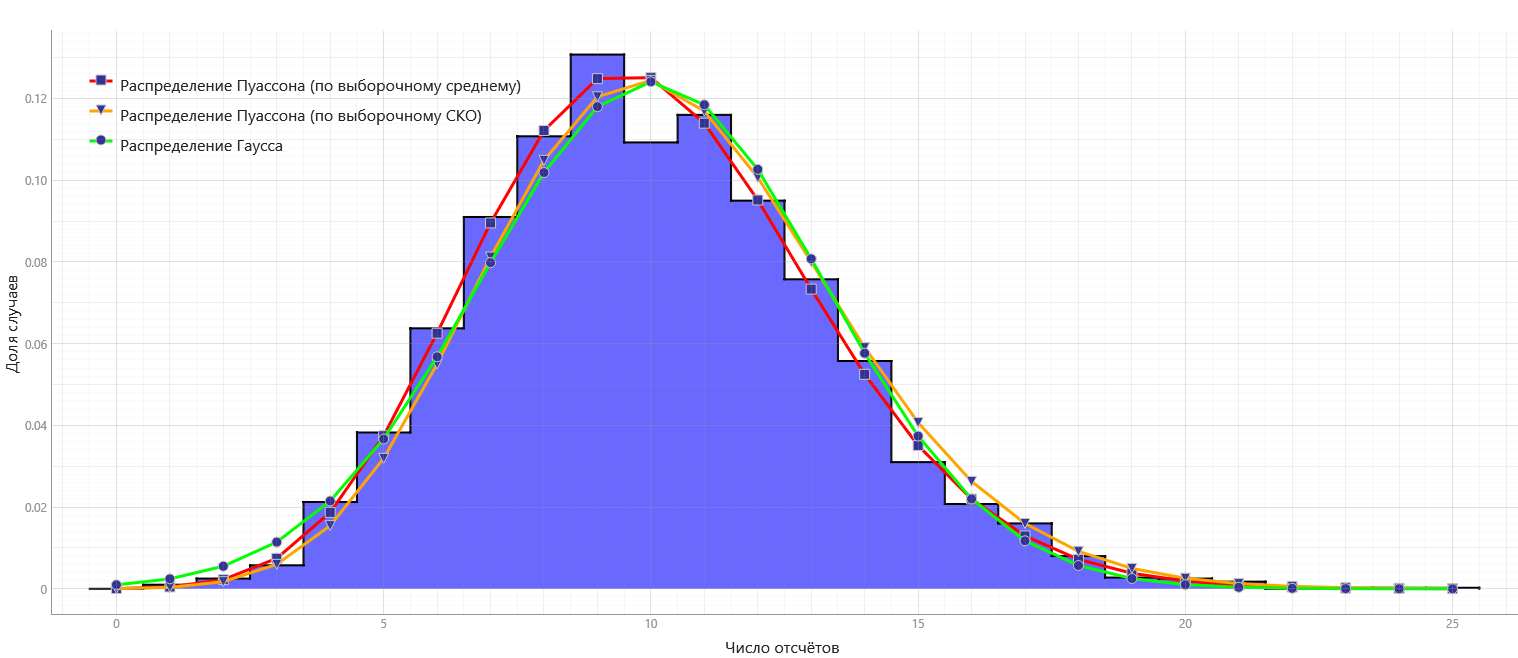 Распределение Пуассона (по выборочному среднему)
Распределение Пуассона (по выборочному СКО)
Распределение Гаусса
Доля случаев
0.12
0.10
0.08
0.06
0.04
0.02
0
0 5 10 15 20 25
Число отсчётов